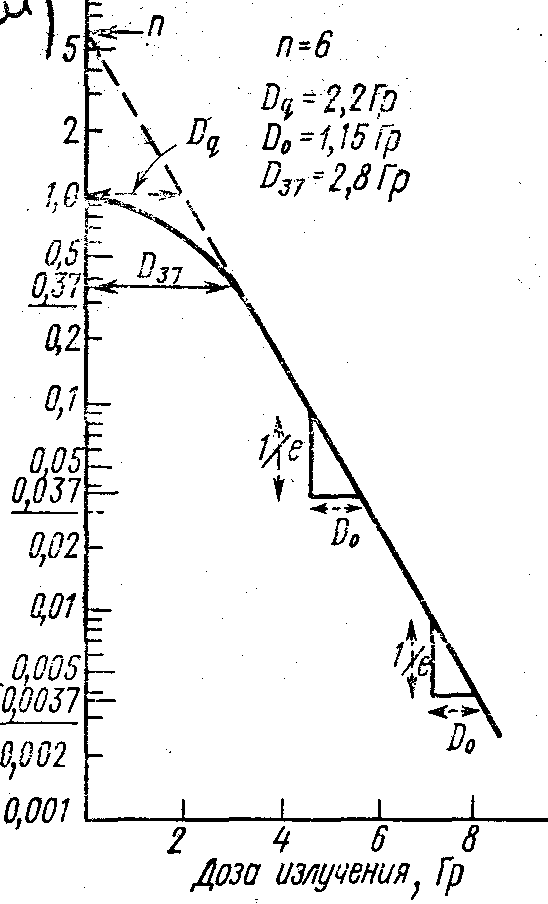 n
n=6
5
D_q = 2,2 Гр
D₀ = 1,15 Гр
D₃₇ = 2,8 Гр
2
D_q
1,0
0,5
D₃₇
0,37
0,2
0,1
1/e
0,05
0,037
D₀
0,02
0,01
1/e
0,005
0,0037
D₀
0,002
0,001
2 4 6 8
Доза излучения, Гр